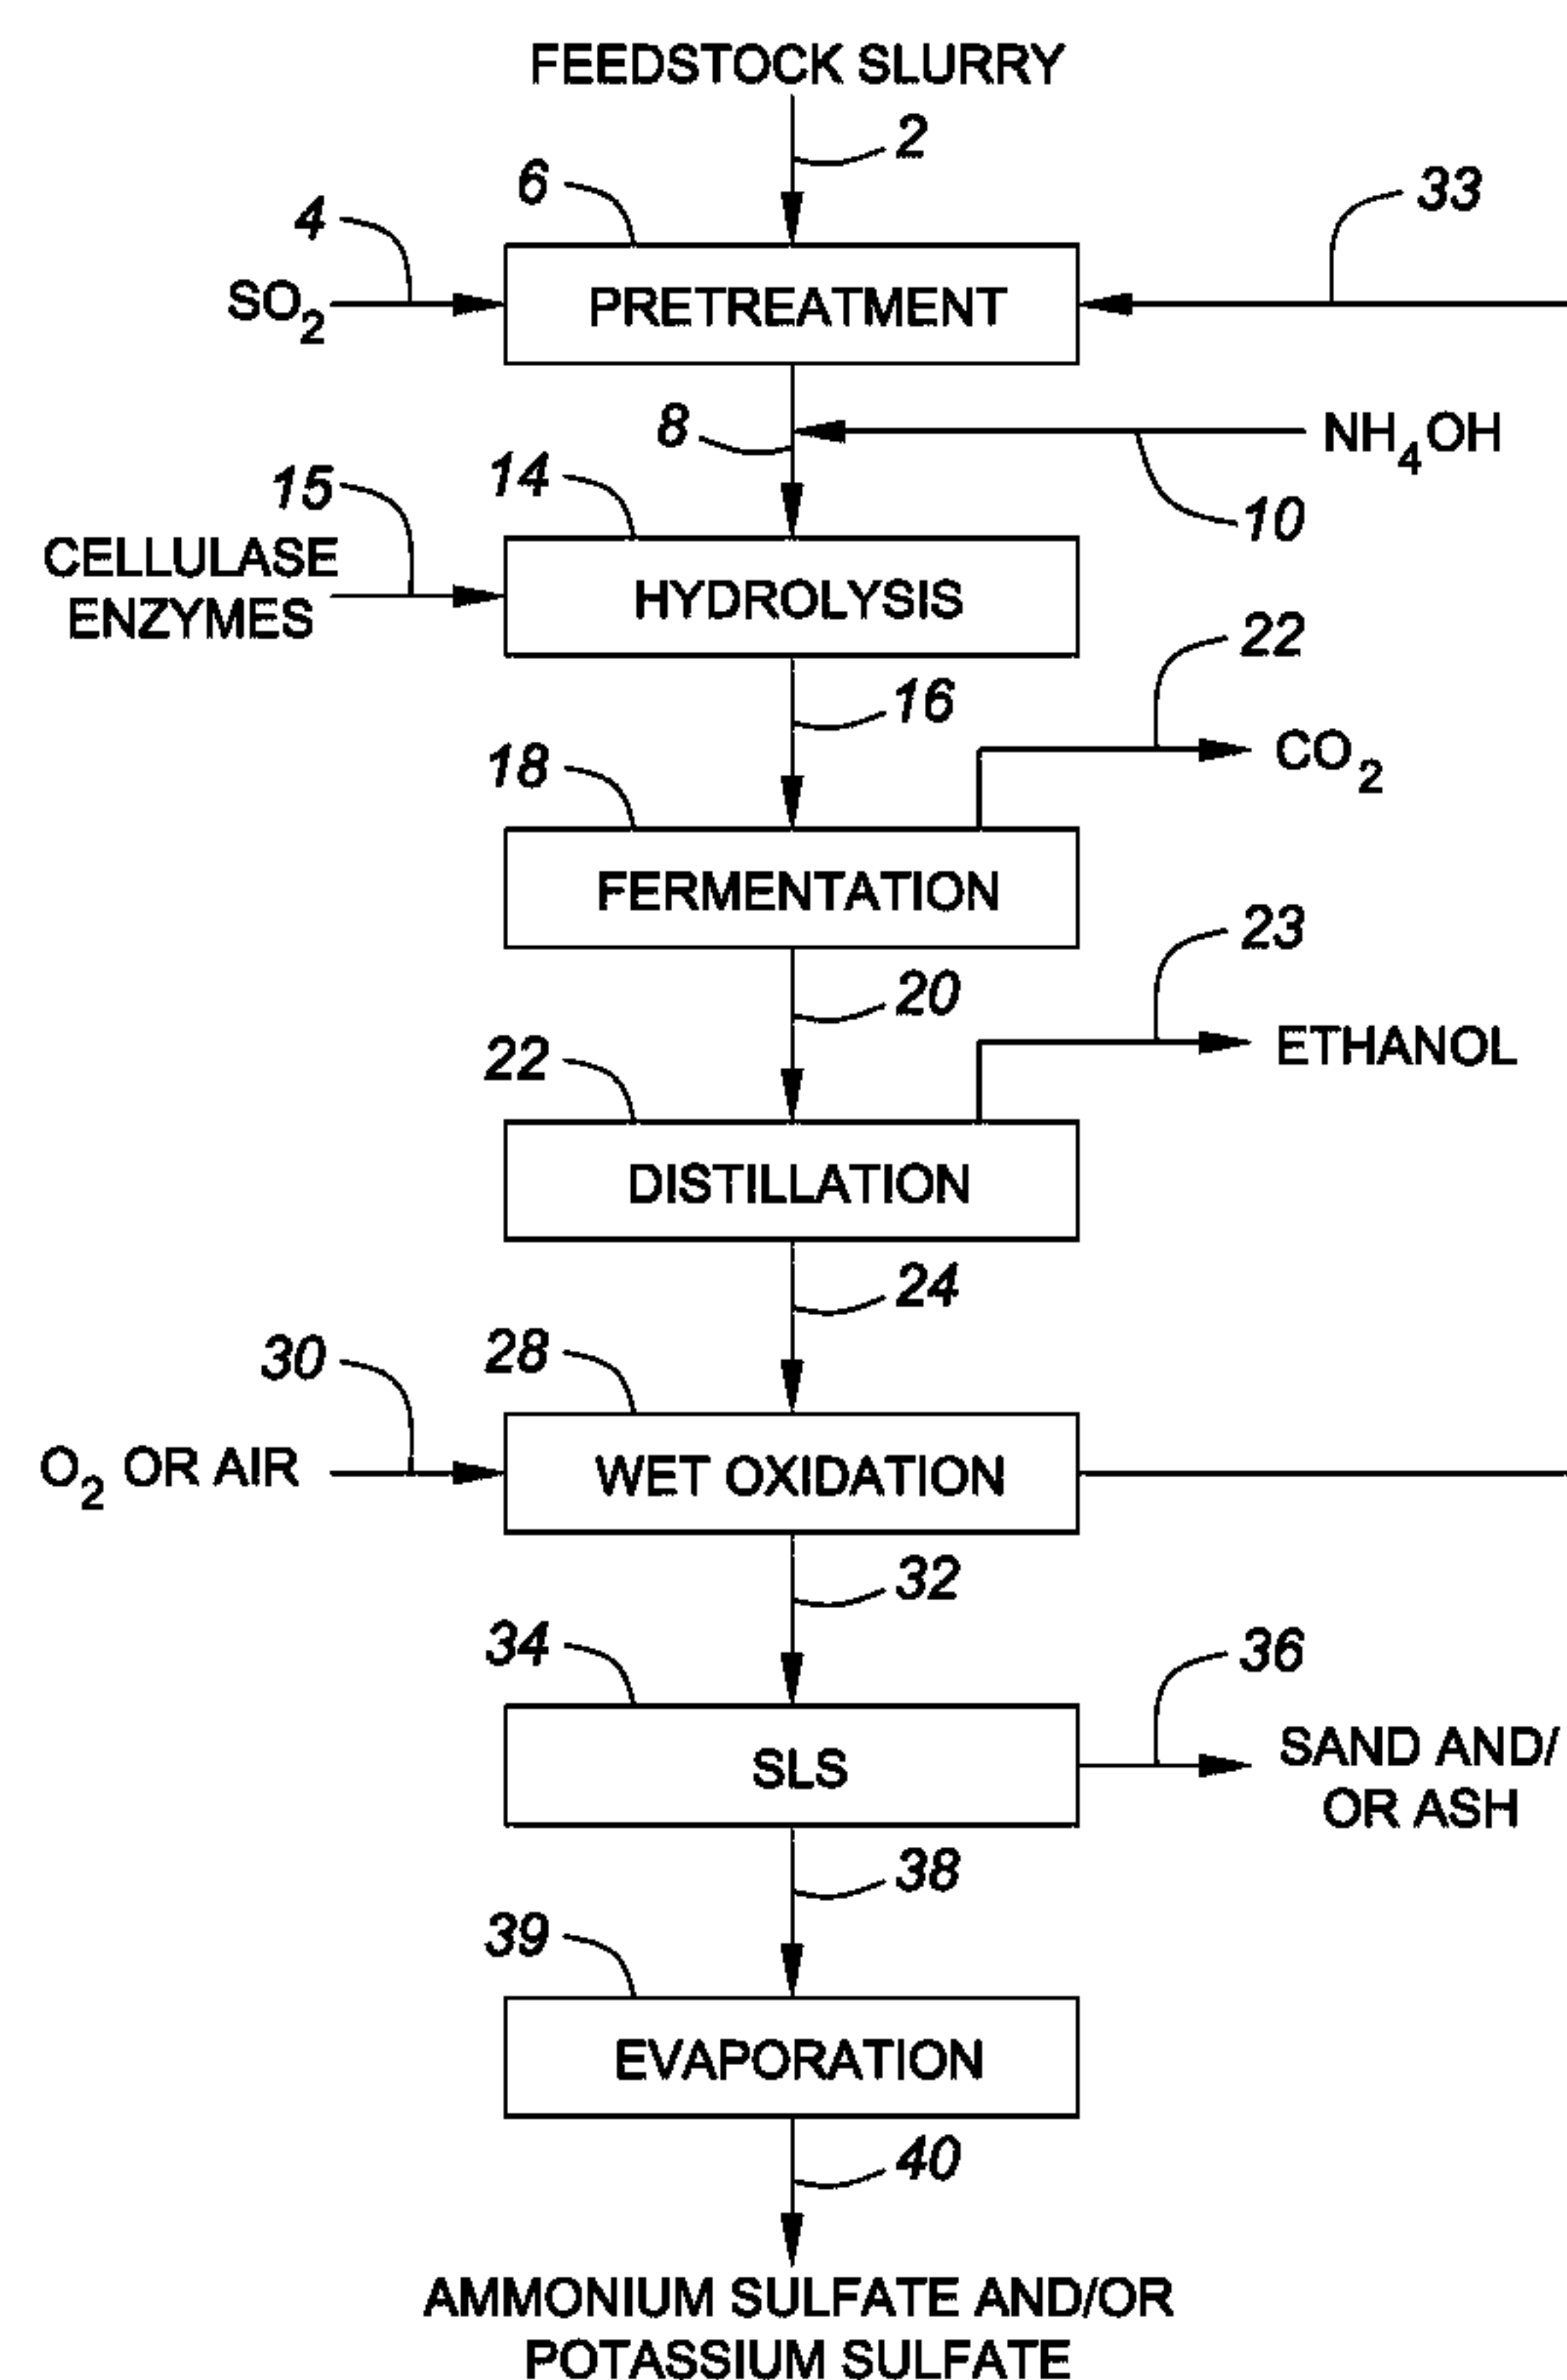 FEEDSTOCK SLURRY
2
6
33
4
SO2
PRETREATMENT
8
NH4OH
10
14
15
CELLULASE
ENZYMES
HYDROLYSIS
22
16
CO2
18
FERMENTATION
23
20
ETHANOL
22
DISTILLATION
24
28
30
O2 OR AIR
WET OXIDATION
32
34
36
SLS
SAND AND/
OR ASH
38
39
EVAPORATION
40
AMMONIUM SULFATE AND/OR
POTASSIUM SULFATE